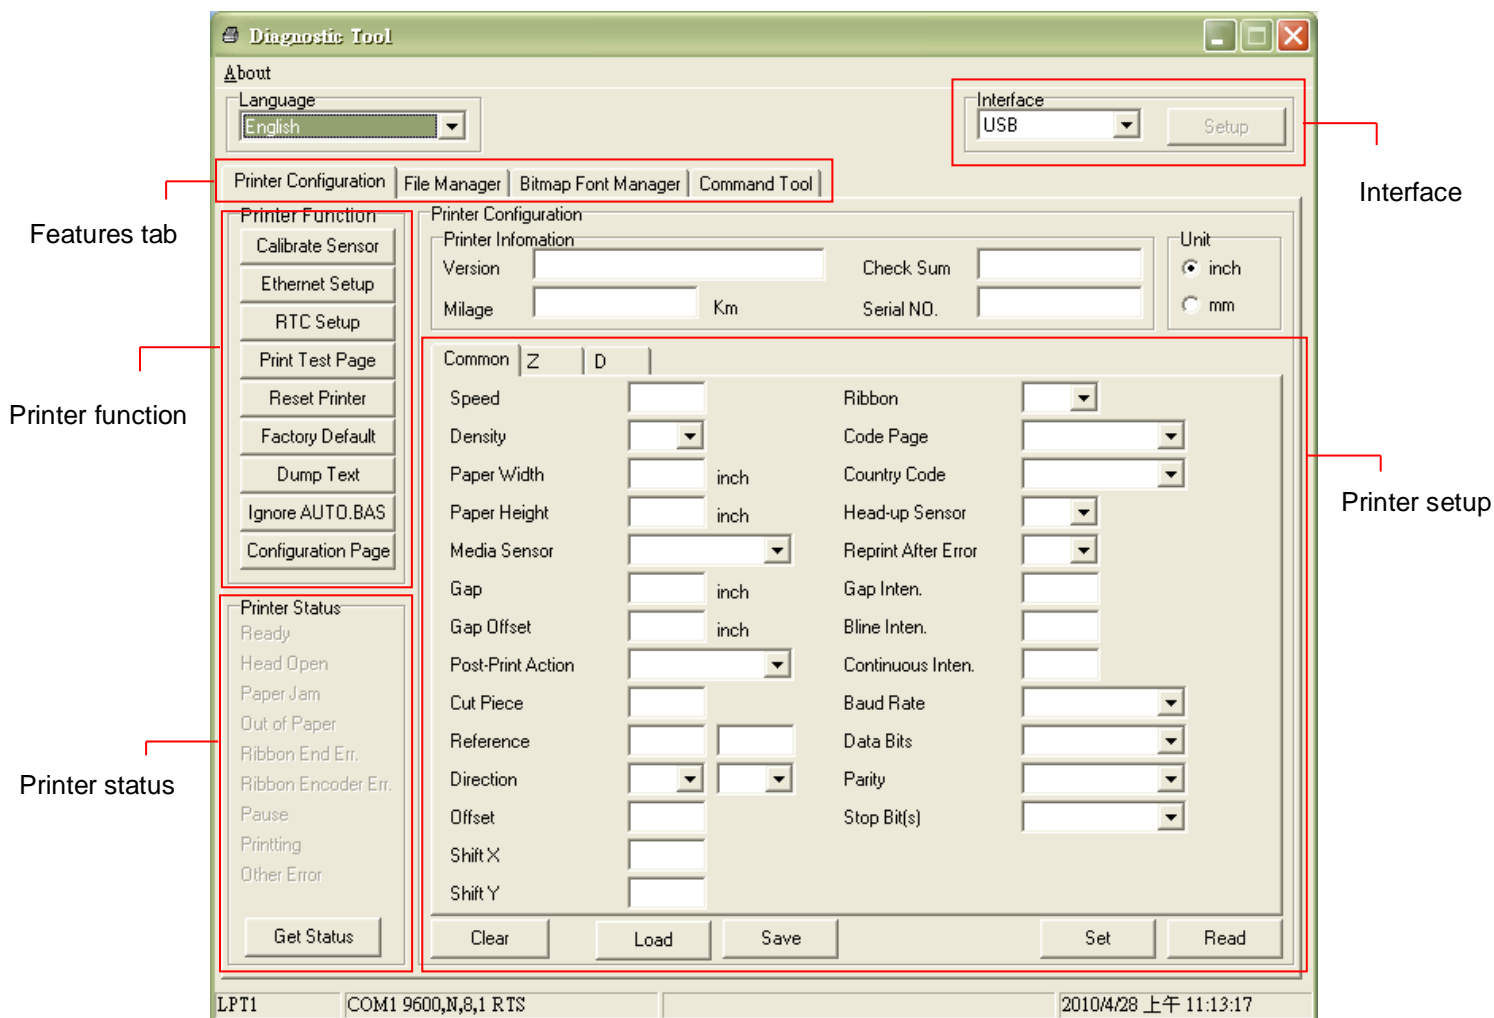 Diagnostic Tool
About
Language
English
Interface
USB
Setup
Printer Configuration
File Manager
Bitmap Font Manager
Command Tool
Features tab
Interface
Printer Function
Calibrate Sensor
Ethernet Setup
RTC Setup
Print Test Page
Reset Printer
Factory Default
Dump Text
Ignore AUTO.BAS
Configuration Page
Printer function
Printer Configuration
Printer Infomation
Version
Check Sum
Milage
Km
Serial NO.
Unit
inch
mm
Common
Z
D
Speed
Density
Paper Width inch
Paper Height inch
Media Sensor
Gap inch
Gap Offset inch
Post-Print Action
Cut Piece
Reference
Direction
Offset
Shift X
Shift Y
Ribbon
Code Page
Country Code
Head-up Sensor
Reprint After Error
Gap Inten.
Bline Inten.
Continuous Inten.
Baud Rate
Data Bits
Parity
Stop Bit(s)
Printer setup
Printer Status
Ready
Head Open
Paper Jam
Out of Paper
Ribbon End Err.
Ribbon Encoder Err.
Pause
Printting
Other Error
Get Status
Printer status
Clear
Load
Save
Set
Read
LPT1
COM1 9600,N,8,1 RTS
2010/4/28 上午 11:13:17